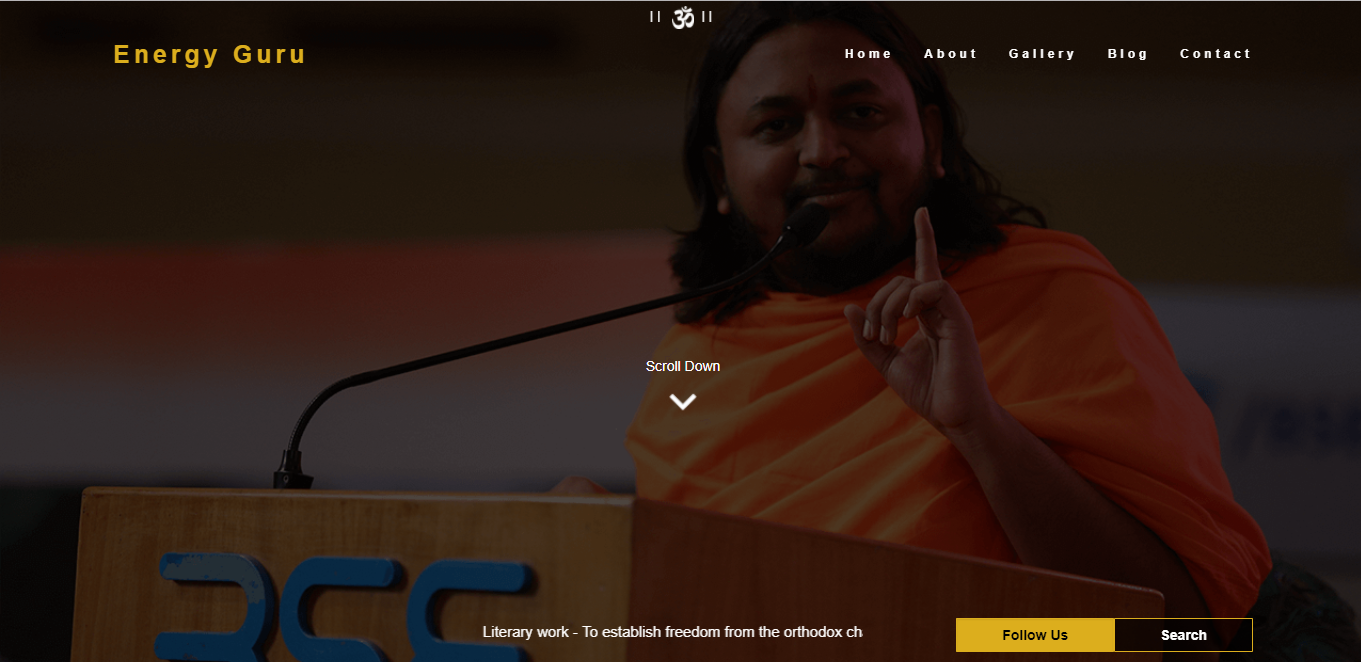 ।। ॐ ।।
Energy Guru
Home About Gallery Blog Contact
Scroll Down
Literary work - To establish freedom from the orthodox ch
Follow Us Search